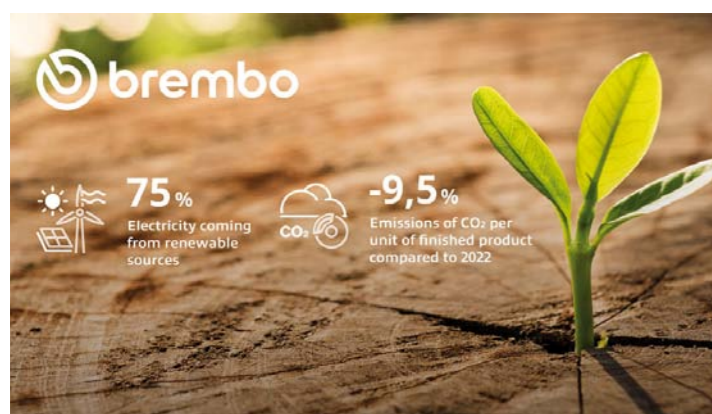 brembo
75%
Electricity coming
from renewable
sources
CO₂
-9,5%
Emissions of CO₂ per
unit of finished product
compared to 2022